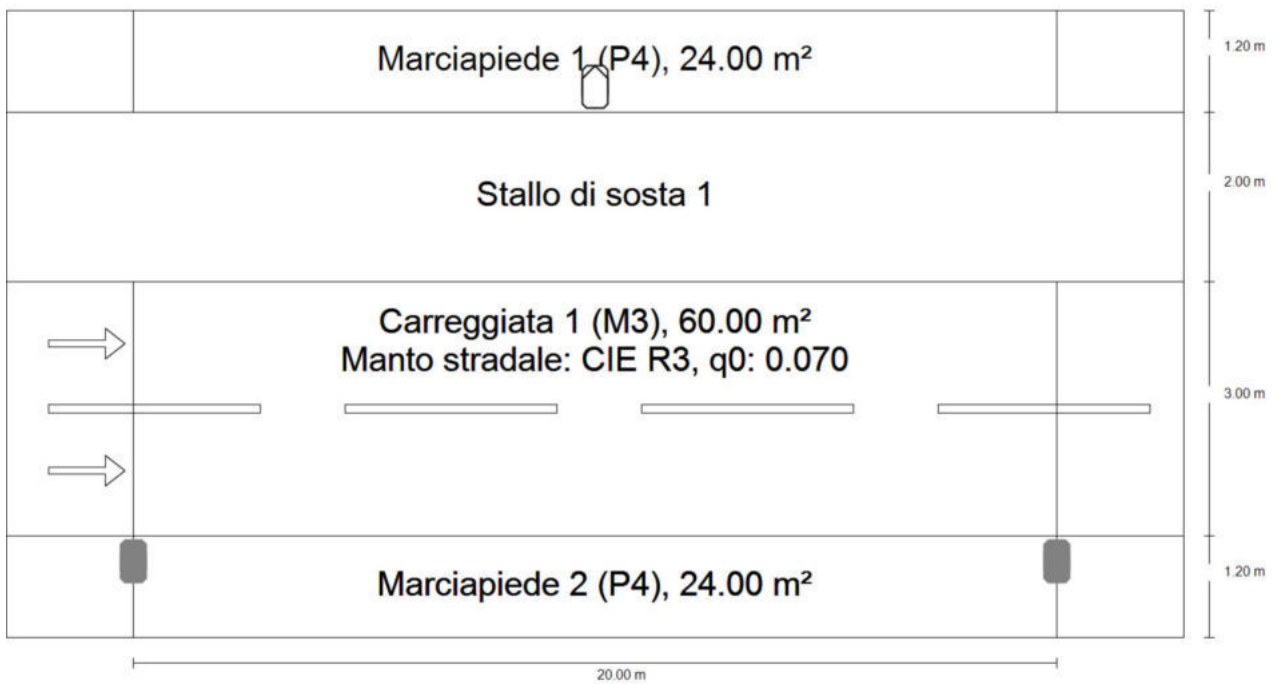 Marciapiede 1 (P4), 24.00 m²
1.20 m
Stallo di sosta 1
2.00 m
Carreggiata 1 (M3), 60.00 m²
Manto stradale: CIE R3, q0: 0.070
3.00 m
Marciapiede 2 (P4), 24.00 m²
1.20 m
20.00 m